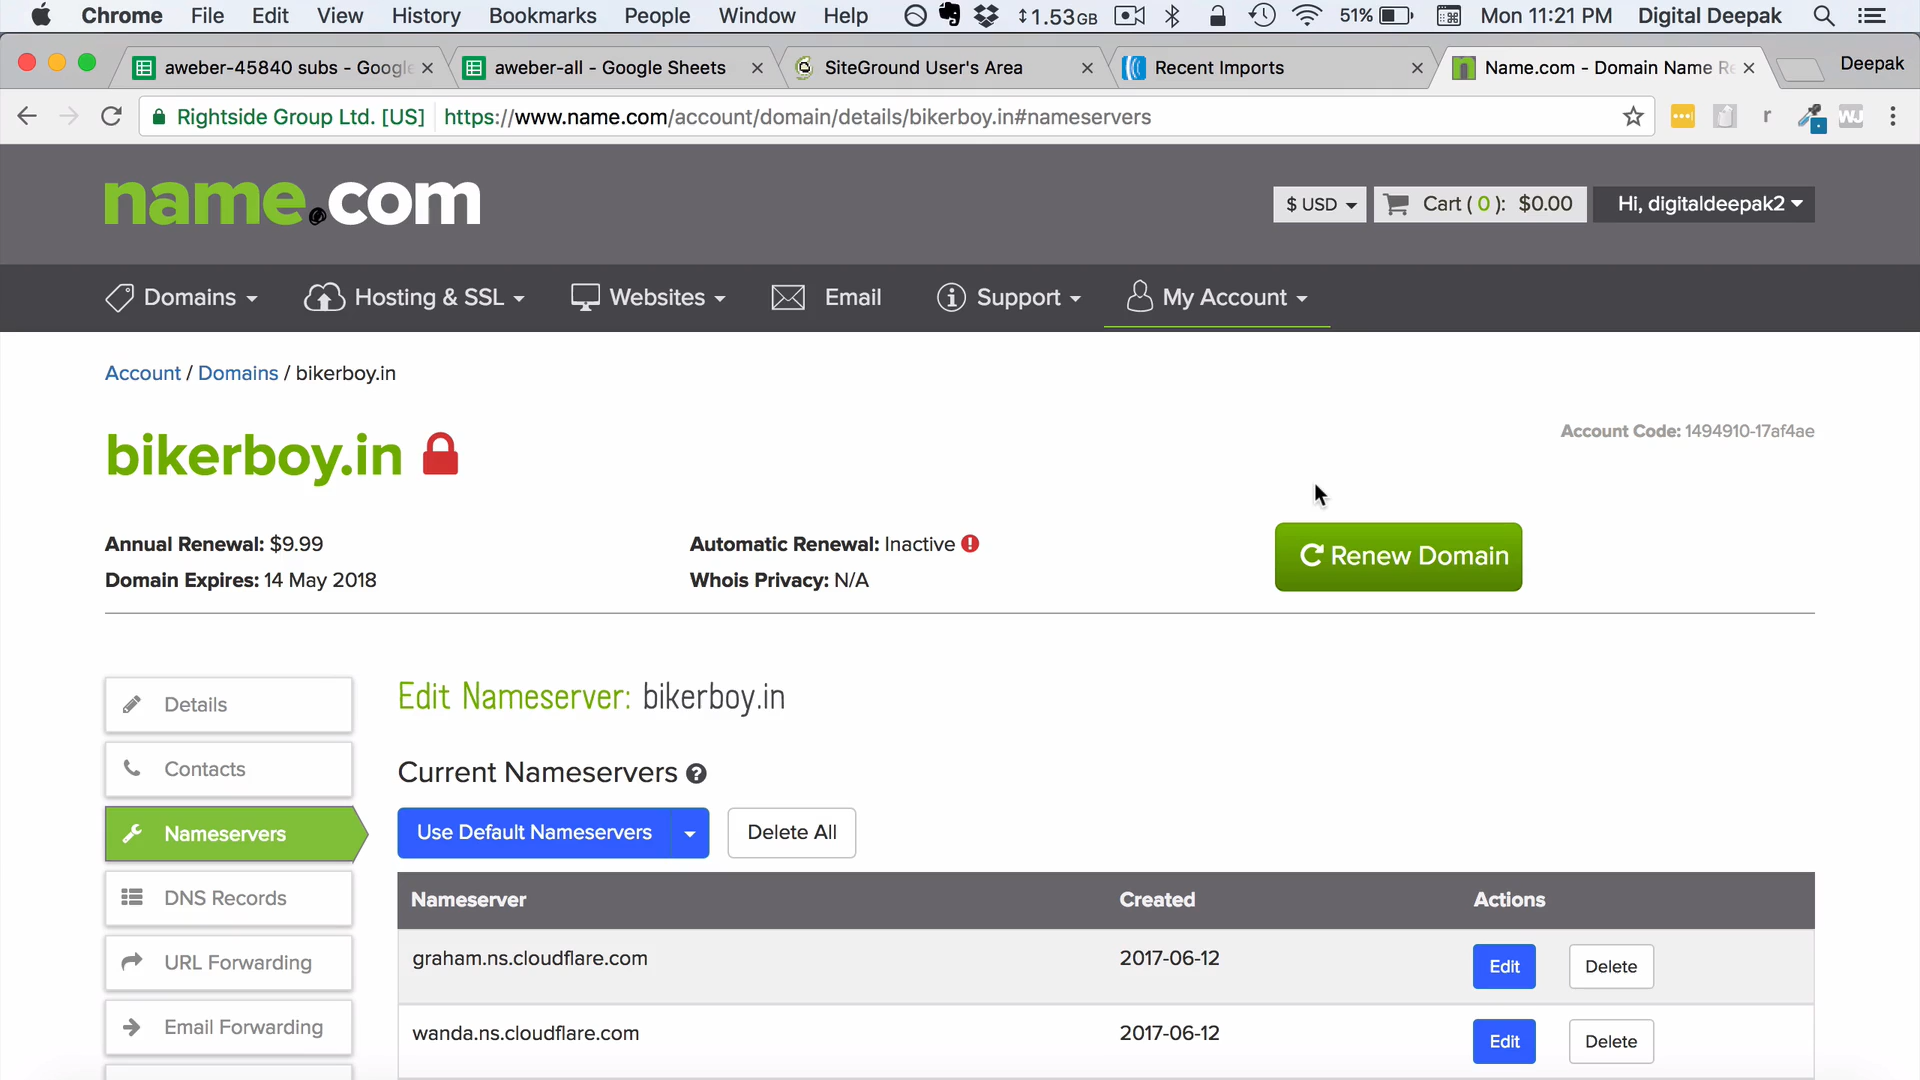 Chrome File Edit View History Bookmarks People Window Help 1.53GB 51% Mon 11:21 PM Digital Deepak
aweber-45840 subs - Google
aweber-all - Google Sheets
SiteGround User's Area
Recent Imports
Name.com - Domain Name Re
Deepak
Rightside Group Ltd. [US] https://www.name.com/account/domain/details/bikerboy.in#nameservers
r WJ
name.com
$ USD
Cart ( 0 ): $0.00
Hi, digitaldeepak2
Domains Hosting & SSL Websites Email Support My Account
Account / Domains / bikerboy.in
bikerboy.in
Account Code: 1494910-17af4ae
Annual Renewal: $9.99
Automatic Renewal: Inactive
Renew Domain
Domain Expires: 14 May 2018
Whois Privacy: N/A
Details
Contacts
Nameservers
DNS Records
URL Forwarding
Email Forwarding
Edit Nameserver: bikerboy.in
Current Nameservers
Use Default Nameservers
Delete All
Nameserver Created Actions
graham.ns.cloudflare.com 2017-06-12 Edit Delete
wanda.ns.cloudflare.com 2017-06-12 Edit Delete